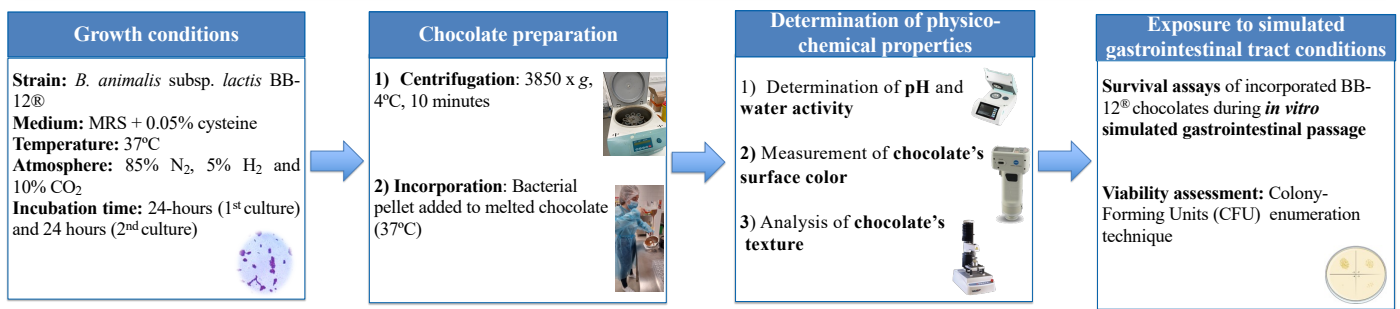 Growth conditions
Strain: B. animalis subsp. lactis BB-
12®
Medium: MRS + 0.05% cysteine
Temperature: 37ºC
Atmosphere: 85% N₂, 5% H₂ and
10% CO₂
Incubation time: 24-hours (1ˢᵗ culture)
and 24 hours (2ⁿᵈ culture)
Chocolate preparation
1) Centrifugation: 3850 x g,
4ºC, 10 minutes
2) Incorporation: Bacterial
pellet added to melted chocolate
(37ºC)
Determination of physico-
chemical properties
1) Determination of pH and
water activity
2) Measurement of chocolate's
surface color
3) Analysis of chocolate's
texture
Exposure to simulated
gastrointestinal tract conditions
Survival assays of incorporated BB-
12® chocolates during in vitro
simulated gastrointestinal passage
Viability assessment: Colony-
Forming Units (CFU) enumeration
technique